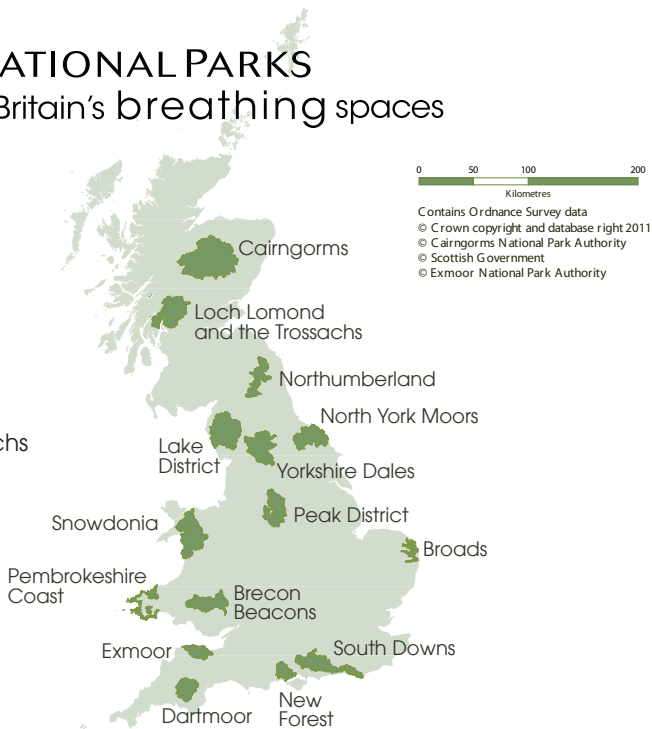 ATIONAL PARKS
Britain's breathing spaces
0 50 100 200
Kilometres
Contains Ordnance Survey data
© Crown copyright and database right 2011
© Cairngorms National Park Authority
© Scottish Government
© Exmoor National Park Authority
Cairngorms
Loch Lomond
and the Trossachs
Northumberland
North York Moors
chs
Lake
District
Yorkshire Dales
Peak District
Snowdonia
Broads
Pembrokeshire
Coast
Brecon
Beacons
Exmoor
South Downs
New
Forest
Dartmoor